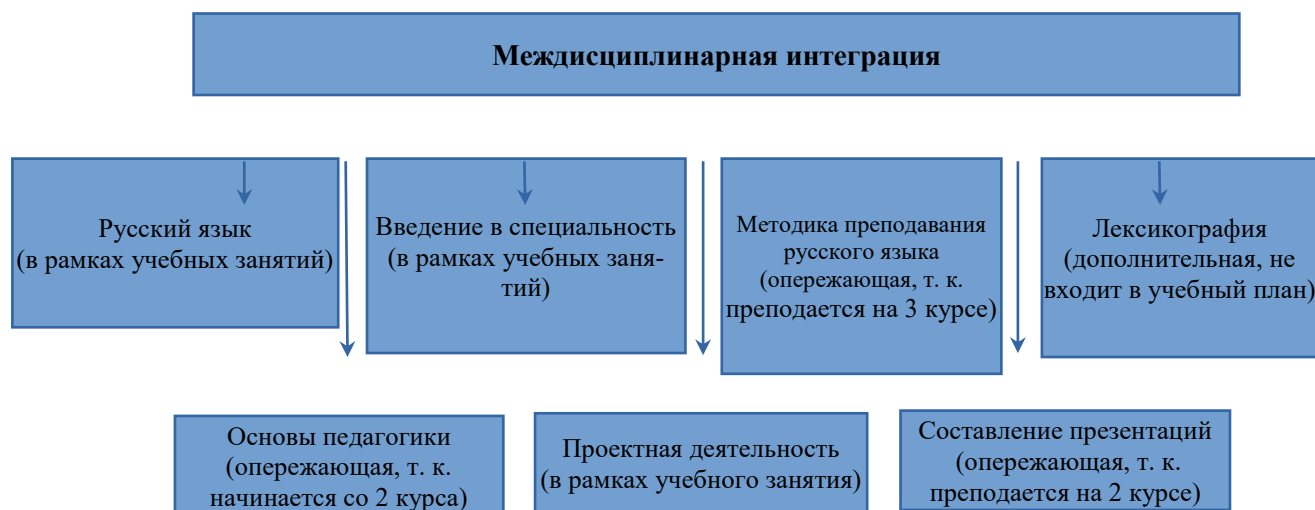 Междисциплинарная интеграция
Русский язык
(в рамках учебных занятий)
Введение в специальность
(в рамках учебных заня-
тий)
Методика преподавания
русского языка
(опережающая, т. к.
преподается на 3 курсе)
Лексикография
(дополнительная, не
входит в учебный план)
Основы педагогики
(опережающая, т. к.
начинается со 2 курса)
Проектная деятельность
(в рамках учебного занятия)
Составление презентаций
(опережающая, т. к.
преподается на 2 курсе)